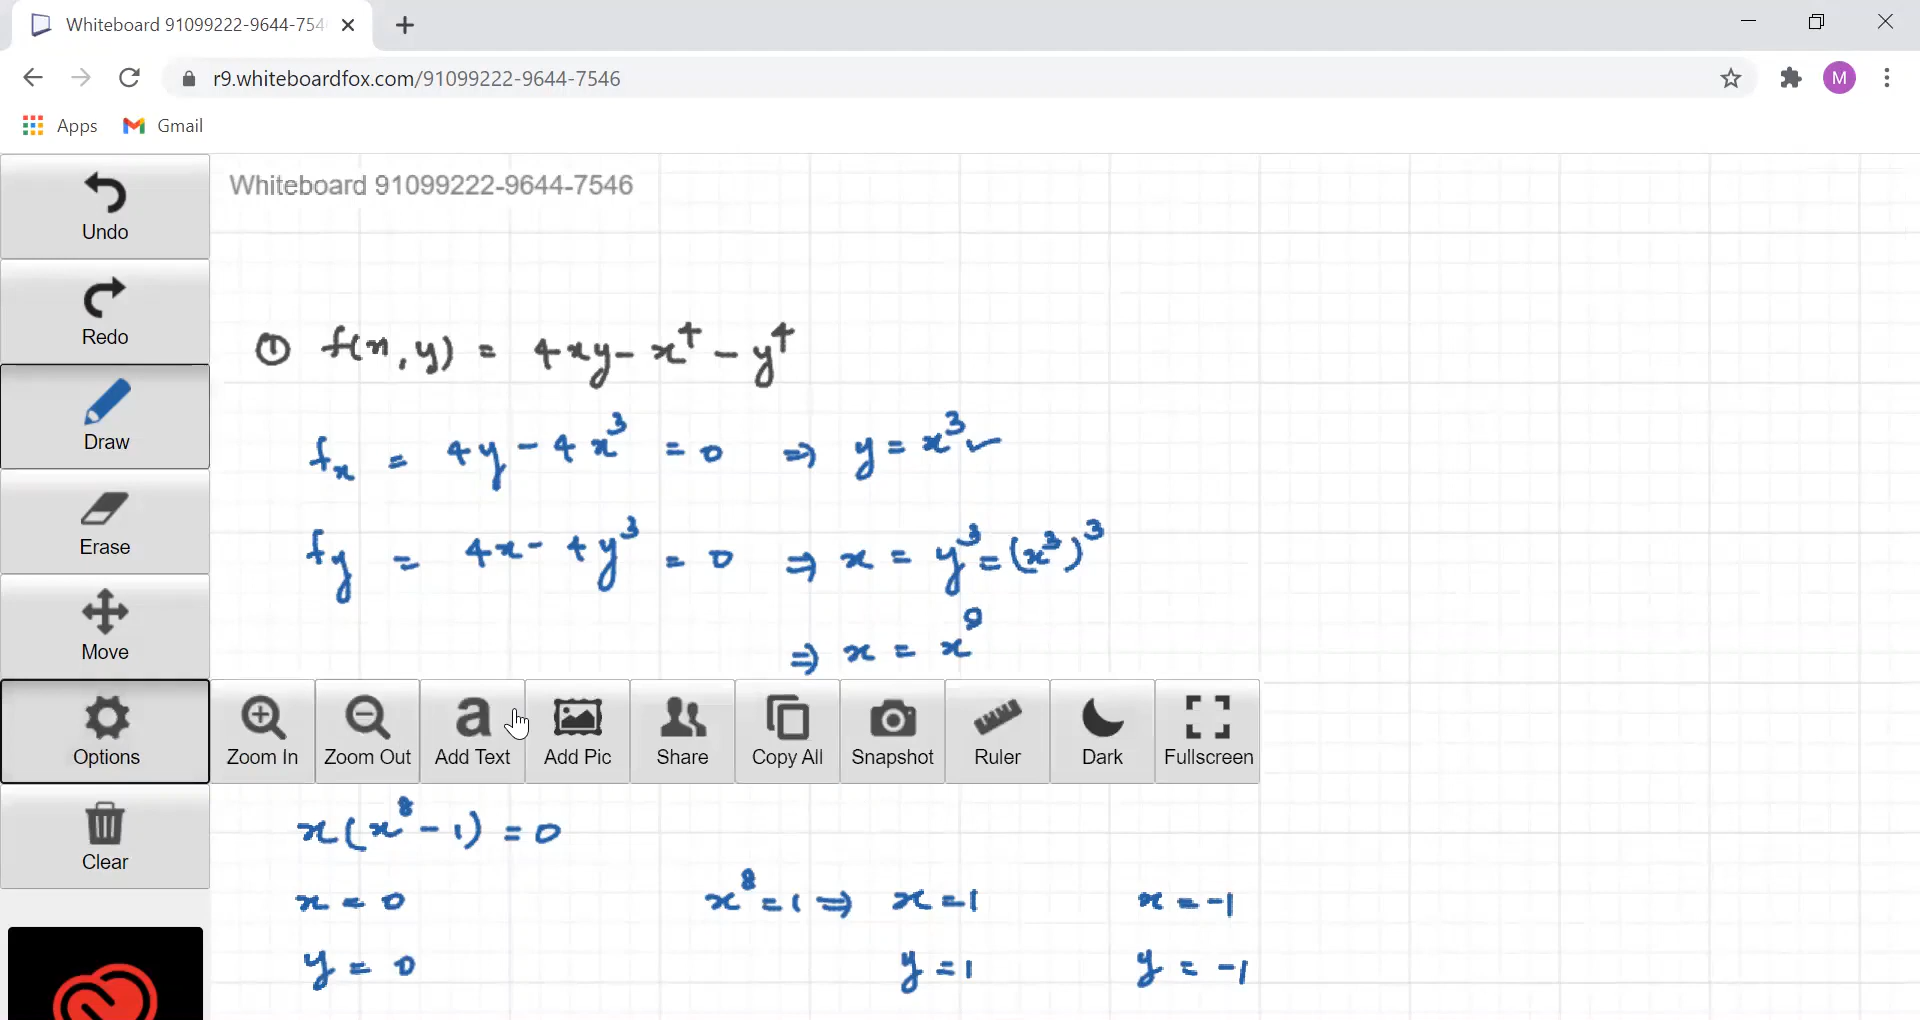 Whiteboard 91099222-9644-754
r9.whiteboardfox.com/91099222-9644-7546
M
Apps
Gmail
Whiteboard 91099222-9644-7546
Undo
Redo
Draw
Erase
Move
Options
Clear
① f(x,y) = 4xy - x⁴ - y⁴
fₓ = 4y - 4x³ = 0 ⇒ y = x³ ✓
f_y = 4x - 4y³ = 0 ⇒ x = y³ = (x³)³
⇒ x = x⁹
Zoom In
Zoom Out
a
Add Text
Add Pic
Share
Copy All
Snapshot
Ruler
Dark
Fullscreen
x(x⁸ - 1) = 0
x = 0 x⁸ = 1 ⇒ x = 1 x = -1
y = 0 y = 1 y = -1